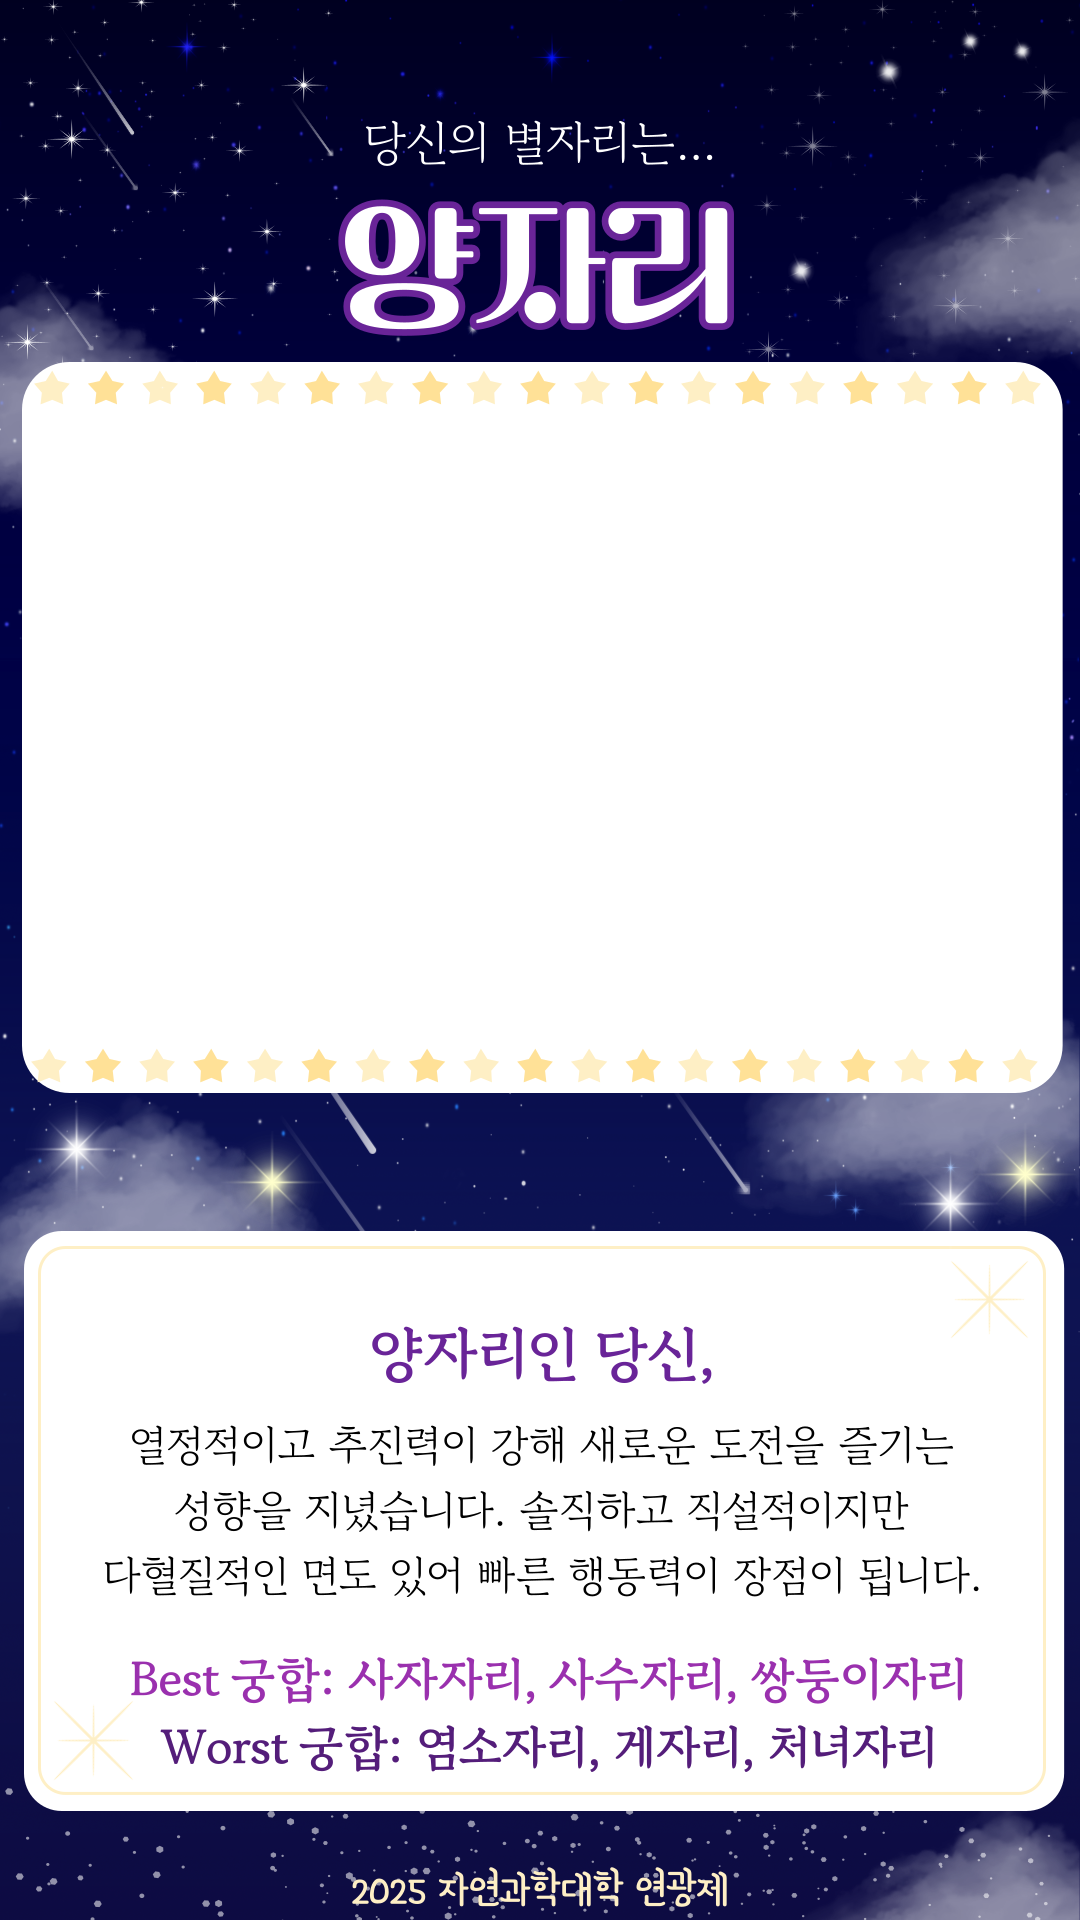 당신의 별자리는...
양자리
양자리인 당신,
열정적이고 추진력이 강해 새로운 도전을 즐기는
성향을 지녔습니다. 솔직하고 직설적이지만
다혈질적인 면도 있어 빠른 행동력이 장점이 됩니다.
Best 궁합: 사자자리, 사수자리, 쌍둥이자리
Worst 궁합: 염소자리, 게자리, 처녀자리
2025 자연과학대학 연광제